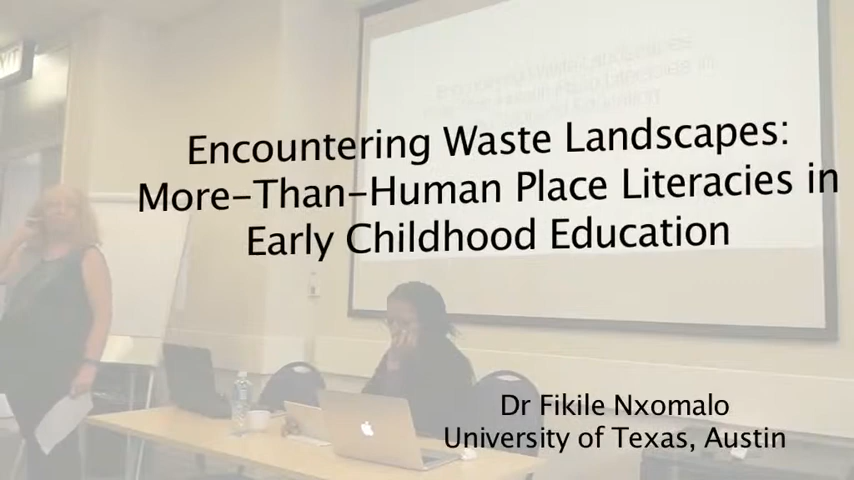 Encountering Waste Landscapes:
More-Than-Human Place Literacies in
Early Childhood Education
Dr Fikile Nxomalo
University of Texas, Austin